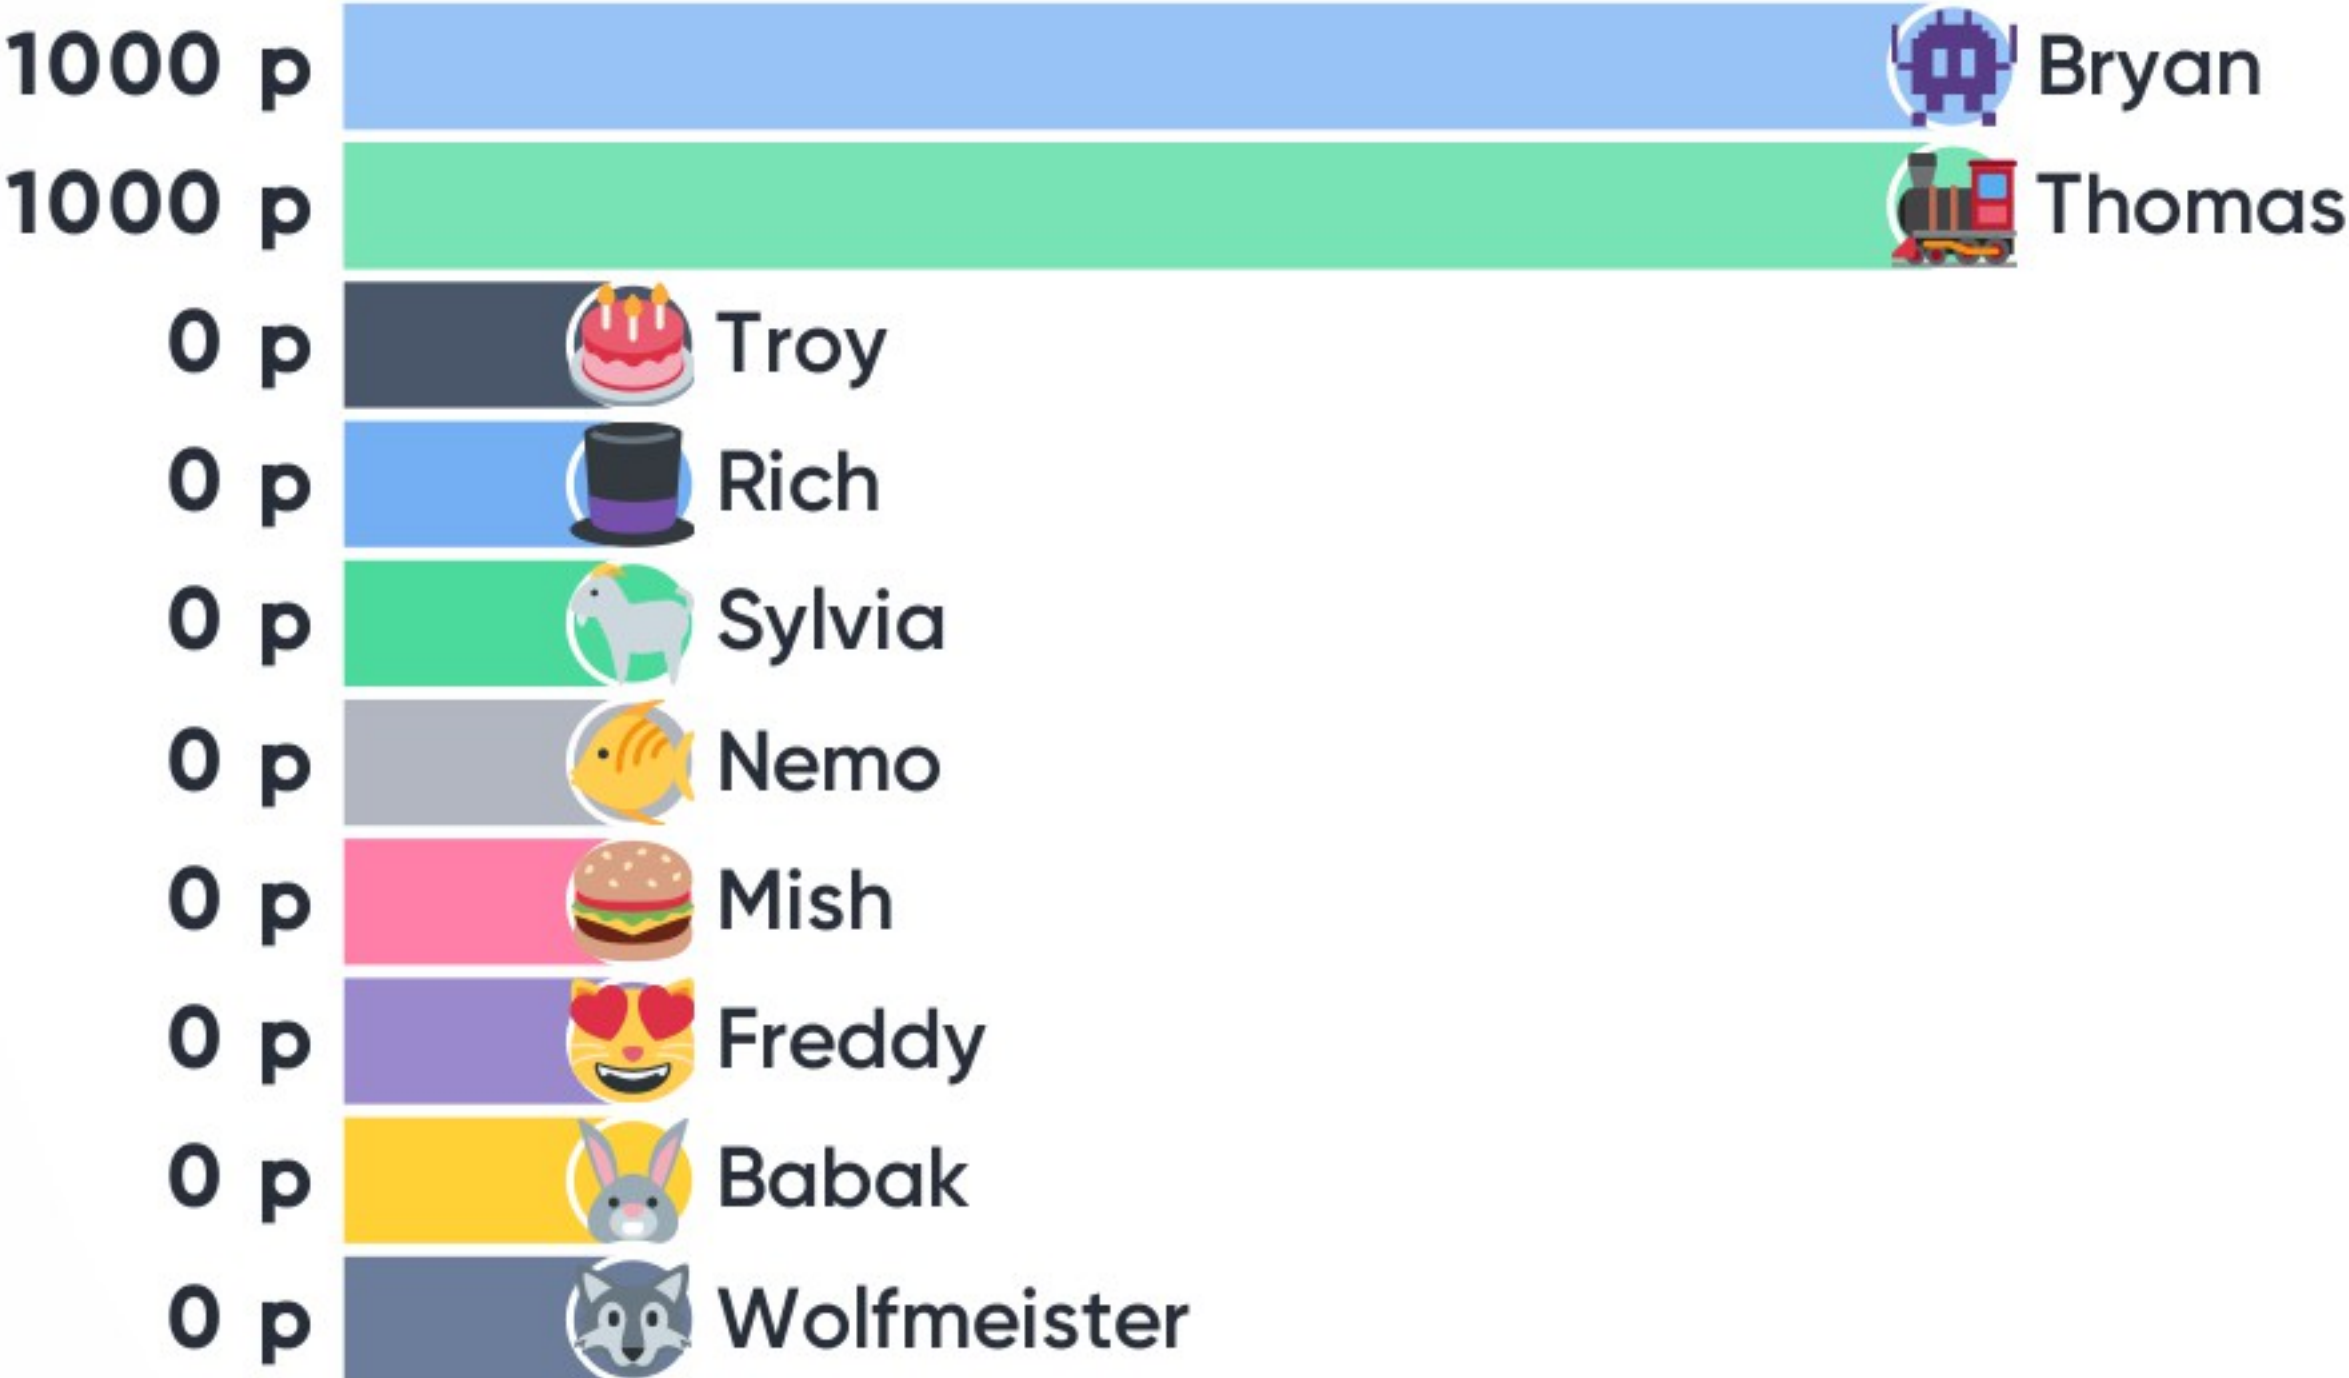 1000 p Bryan
1000 p Thomas
0 p Troy
0 p Rich
0 p Sylvia
0 p Nemo
0 p Mish
0 p Freddy
0 p Babak
0 p Wolfmeister